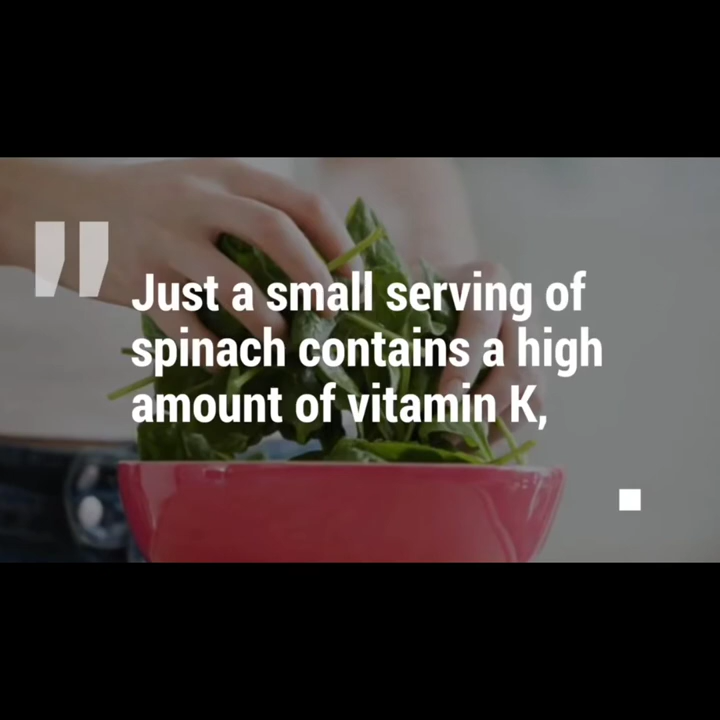 "
Just a small serving of
spinach contains a high
amount of vitamin K,